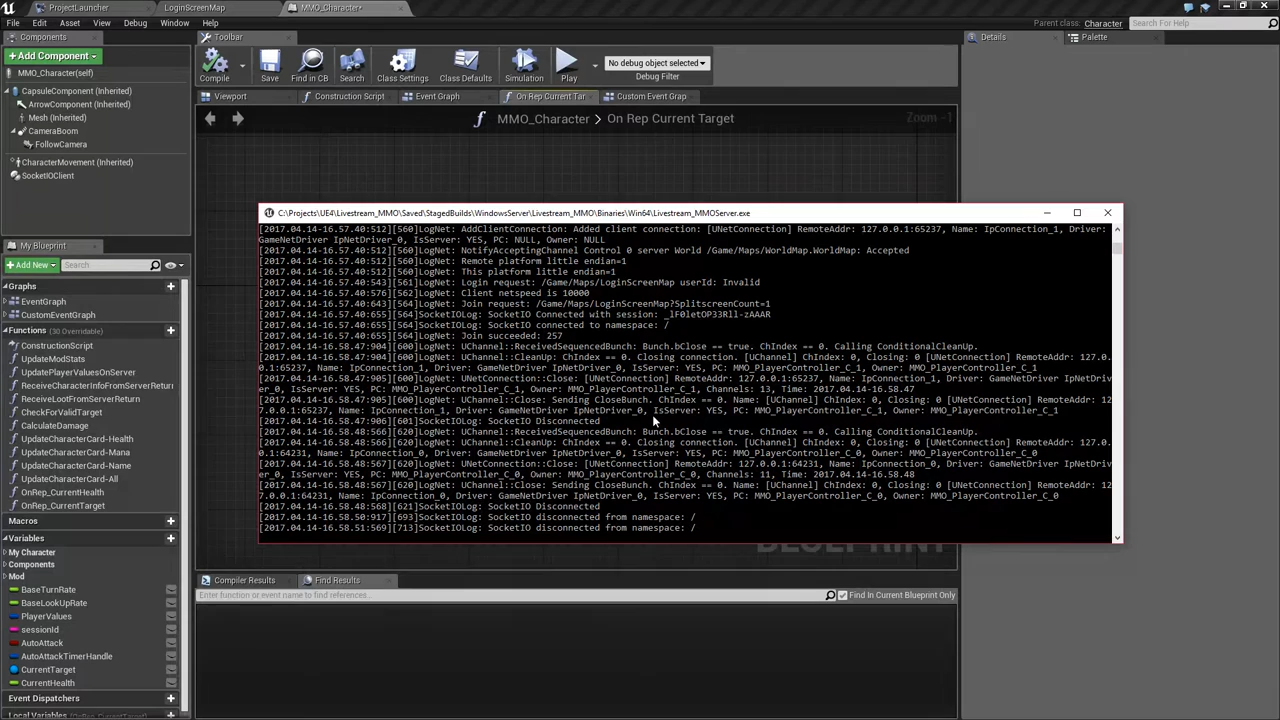 ProjectLauncher
LoginScreenMap
MMO_Character*
File Edit Asset View Debug Window Help
Parent class: Character
Search For Help
Components
Toolbar
Details
Palette
Add Component
MMO_Character(self)
CapsuleComponent (Inherited)
ArrowComponent (Inherited)
Mesh (Inherited)
CameraBoom
FollowCamera
CharacterMovement (Inherited)
SocketIOClient
Compile
Save
Find in CB
Search
Class Settings
Class Defaults
Simulation
Play
No debug object selected
Debug Filter
Viewport
Construction Script
Event Graph
On Rep Current Tar
Custom Event Grap
MMO_Character > On Rep Current Target
Zoom -1
C:\Projects\UE4\Livestream_MMO\Saved\StagedBuilds\WindowsServer\Livestream_MMO\Binaries\Win64\Livestream_MMOServer.exe
[2017.04.14-16.57.40:512][560]LogNet: AddClientConnection: Added client connection: [UNetConnection] RemoteAddr: 127.0.0.1:65237, Name: IpConnection_1, Driver:
GameNetDriver IpNetDriver_0, IsServer: YES, PC: NULL, Owner: NULL
[2017.04.14-16.57.40:512][560]LogNet: NotifyAcceptingChannel Control 0 server World /Game/Maps/WorldMap.WorldMap: Accepted
[2017.04.14-16.57.40:512][560]LogNet: Remote platform little endian=1
[2017.04.14-16.57.40:512][560]LogNet: This platform little endian=1
[2017.04.14-16.57.40:543][561]LogNet: Login request: /Game/Maps/LoginScreenMap userId: Invalid
[2017.04.14-16.57.40:576][562]LogNet: Client netspeed is 10000
[2017.04.14-16.57.40:643][564]LogNet: Join request: /Game/Maps/LoginScreenMap?SplitscreenCount=1
[2017.04.14-16.57.40:655][564]SocketIOLog: SocketIO Connected with session: _lF0letOP33Rll-zAAAR
[2017.04.14-16.57.40:655][564]SocketIOLog: SocketIO connected to namespace: /
[2017.04.14-16.57.40:655][564]LogNet: Join succeeded: 257
[2017.04.14-16.58.47:904][600]LogNet: UChannel::ReceivedSequencedBunch: Bunch.bClose == true. ChIndex == 0. Calling ConditionalCleanUp.
[2017.04.14-16.58.47:904][600]LogNet: UChannel::CleanUp: ChIndex == 0. Closing connection. [UChannel] ChIndex: 0, Closing: 0 [UNetConnection] RemoteAddr: 127.0.
0.1:65237, Name: IpConnection_1, Driver: GameNetDriver IpNetDriver_0, IsServer: YES, PC: MMO_PlayerController_C_1, Owner: MMO_PlayerController_C_1
[2017.04.14-16.58.47:905][600]LogNet: UNetConnection::Close: [UNetConnection] RemoteAddr: 127.0.0.1:65237, Name: IpConnection_1, Driver: GameNetDriver IpNetDriv
er_0, IsServer: YES, PC: MMO_PlayerController_C_1, Owner: MMO_PlayerController_C_1, Channels: 13, Time: 2017.04.14-16.58.47
[2017.04.14-16.58.47:905][600]LogNet: UChannel::Close: Sending CloseBunch. ChIndex == 0. Name: [UChannel] ChIndex: 0, Closing: 0 [UNetConnection] RemoteAddr: 12
7.0.0.1:65237, Name: IpConnection_1, Driver: GameNetDriver IpNetDriver_0, IsServer: YES, PC: MMO_PlayerController_C_1, Owner: MMO_PlayerController_C_1
[2017.04.14-16.58.47:906][601]SocketIOLog: SocketIO Disconnected
[2017.04.14-16.58.48:566][620]LogNet: UChannel::ReceivedSequencedBunch: Bunch.bClose == true. ChIndex == 0. Calling ConditionalCleanUp.
[2017.04.14-16.58.48:566][620]LogNet: UChannel::CleanUp: ChIndex == 0. Closing connection. [UChannel] ChIndex: 0, Closing: 0 [UNetConnection] RemoteAddr: 127.0.
0.1:64231, Name: IpConnection_0, Driver: GameNetDriver IpNetDriver_0, IsServer: YES, PC: MMO_PlayerController_C_0, Owner: MMO_PlayerController_C_0
[2017.04.14-16.58.48:567][620]LogNet: UNetConnection::Close: [UNetConnection] RemoteAddr: 127.0.0.1:64231, Name: IpConnection_0, Driver: GameNetDriver IpNetDriv
er_0, IsServer: YES, PC: MMO_PlayerController_C_0, Owner: MMO_PlayerController_C_0, Channels: 11, Time: 2017.04.14-16.58.48
[2017.04.14-16.58.48:567][620]LogNet: UChannel::Close: Sending CloseBunch. ChIndex == 0. Name: [UChannel] ChIndex: 0, Closing: 0 [UNetConnection] RemoteAddr: 12
7.0.0.1:64231, Name: IpConnection_0, Driver: GameNetDriver IpNetDriver_0, IsServer: YES, PC: MMO_PlayerController_C_0, Owner: MMO_PlayerController_C_0
[2017.04.14-16.58.48:568][621]SocketIOLog: SocketIO Disconnected
[2017.04.14-16.58.50:917][693]SocketIOLog: SocketIO disconnected from namespace: /
[2017.04.14-16.58.51:569][713]SocketIOLog: SocketIO disconnected from namespace: /
BLUEPRINT
My Blueprint
Add New
Search
Graphs
EventGraph
CustomEventGraph
Functions (30 Overridable)
ConstructionScript
UpdateModStats
UpdatePlayerValuesOnServer
ReceiveCharacterInfoFromServerReturn
ReceiveLootFromServerReturn
CheckForValidTarget
CalculateDamage
UpdateCharacterCard-Health
UpdateCharacterCard-Mana
UpdateCharacterCard-Name
UpdateCharacterCard-All
OnRep_CurrentHealth
OnRep_CurrentTarget
Macros
Variables
My Character
Components
Mod
BaseTurnRate
BaseLookUpRate
PlayerValues
sessionId
AutoAttack
AutoAttackTimerHandle
CurrentTarget
CurrentHealth
Event Dispatchers
Local Variables (OnRep_CurrentTarget)
Compiler Results
Find Results
Enter function or event name to find references...
Find In Current Blueprint Only